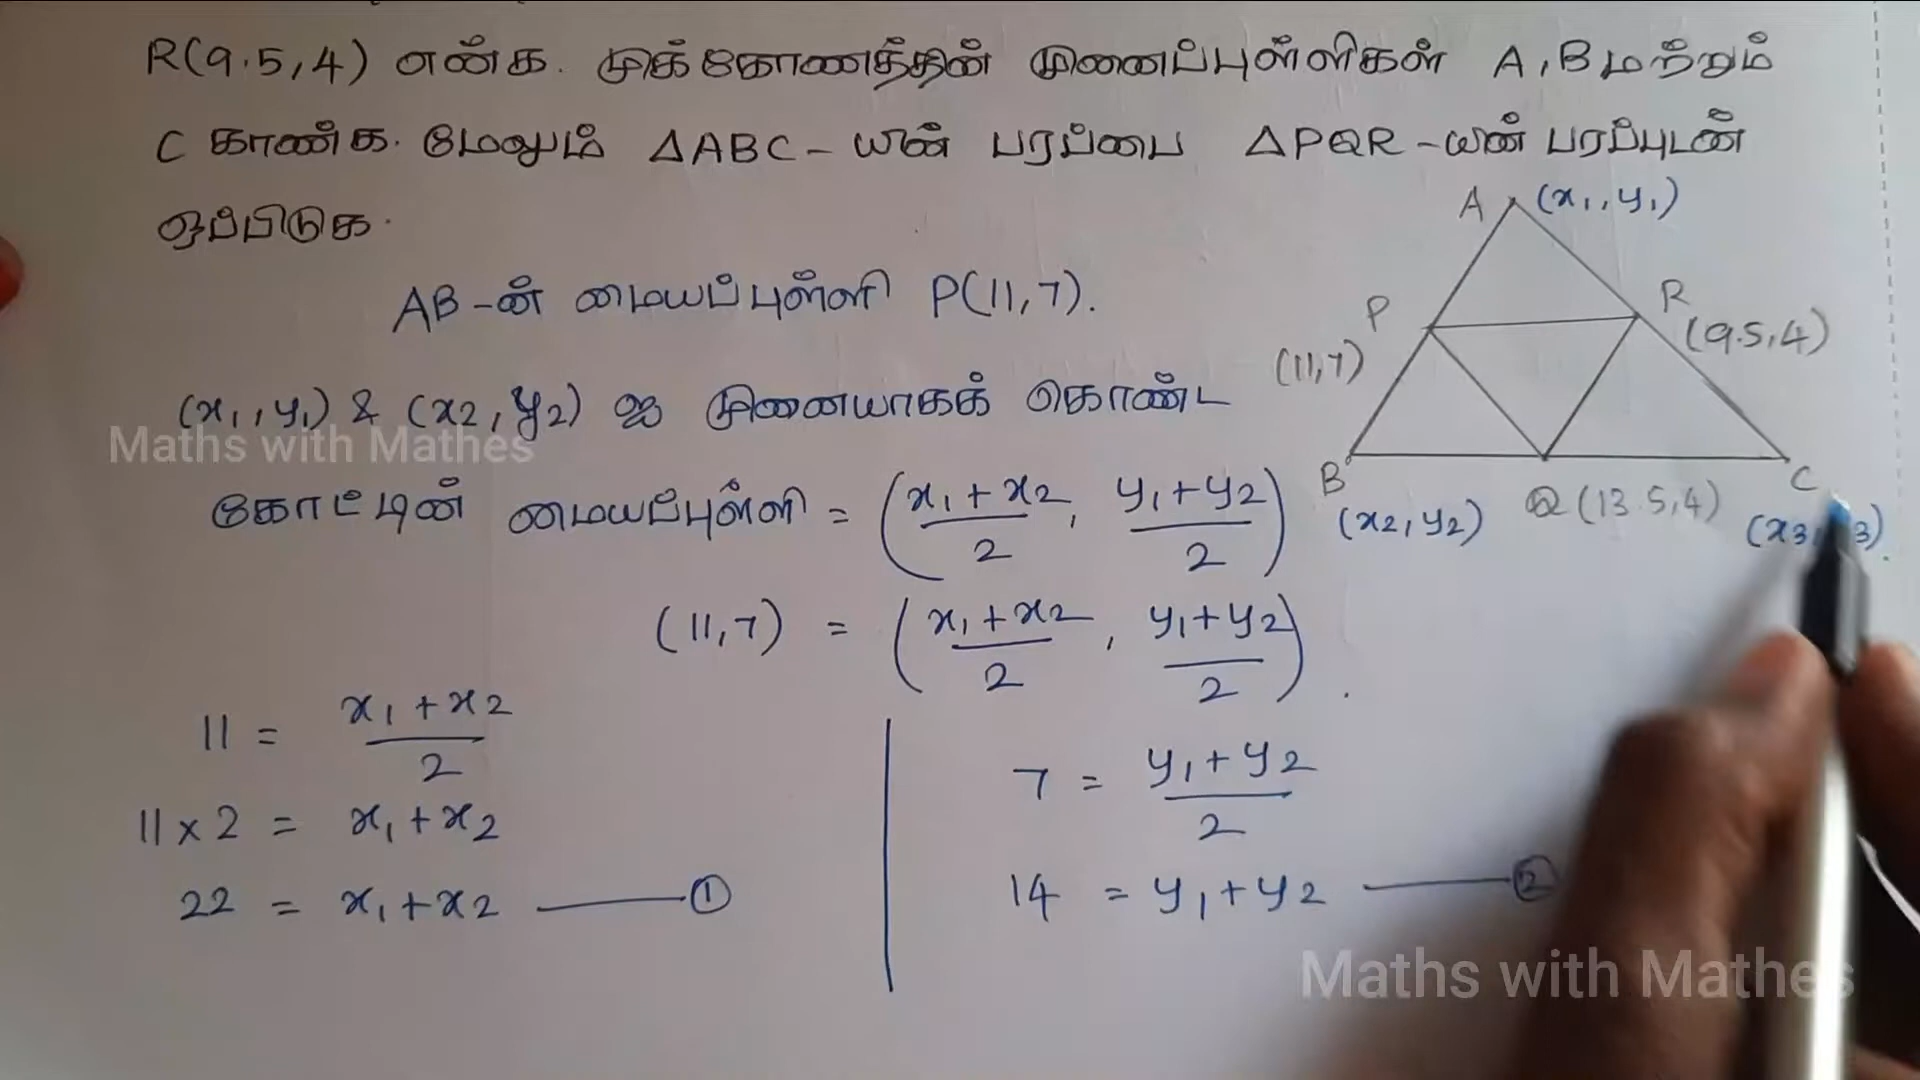 R(9.5,4) என்க. முக்கோணத்தின் முனைப்புள்ளிகள் A,B மற்றும்
C காண்க. மேலும் ΔABC-யின் பரப்பை ΔPQR-யின் பரப்புடன்
ஒப்பிடுக.
A (x₁,y₁)
P
(11,7)
R
(9.5,4)
B
(x₂,y₂)
Q(13.5,4)
C
AB-ன் மையப்புள்ளி P(11,7).
(x₁,y₁) & (x₂,y₂) ஐ முனையாகக் கொண்ட
கோட்டின் மையப்புள்ளி = ((x₁+x₂)/2, (y₁+y₂)/2)
(11,7) = ((x₁+x₂)/2, (y₁+y₂)/2).
11 = (x₁+x₂)/2
11×2 = x₁+x₂
22 = x₁+x₂ —— ①
7 = (y₁+y₂)/2
14 = y₁+y₂ —— ②
Maths with Mathes
Maths with Mathes